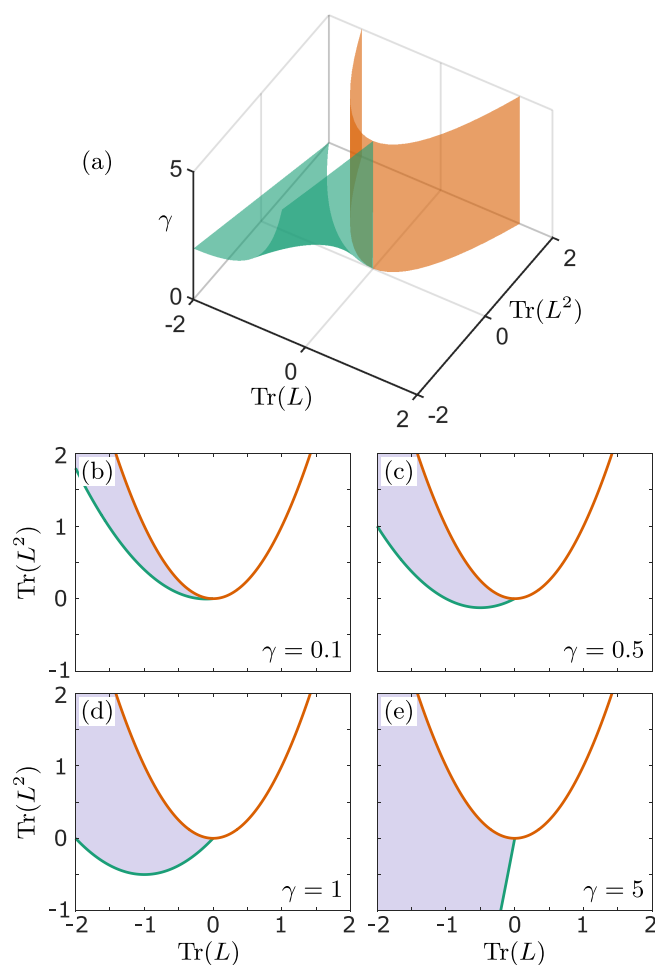 (a)
5
γ
0
-2
0
Tr(L)
2
-2
0
Tr(L²)
2
(b)
2
1
0
-1
Tr(L²)
γ = 0.1
(c)
γ = 0.5
(d)
2
1
0
-1
Tr(L²)
γ = 1
-2 -1 0 1 2
Tr(L)
(e)
γ = 5
-2 -1 0 1 2
Tr(L)